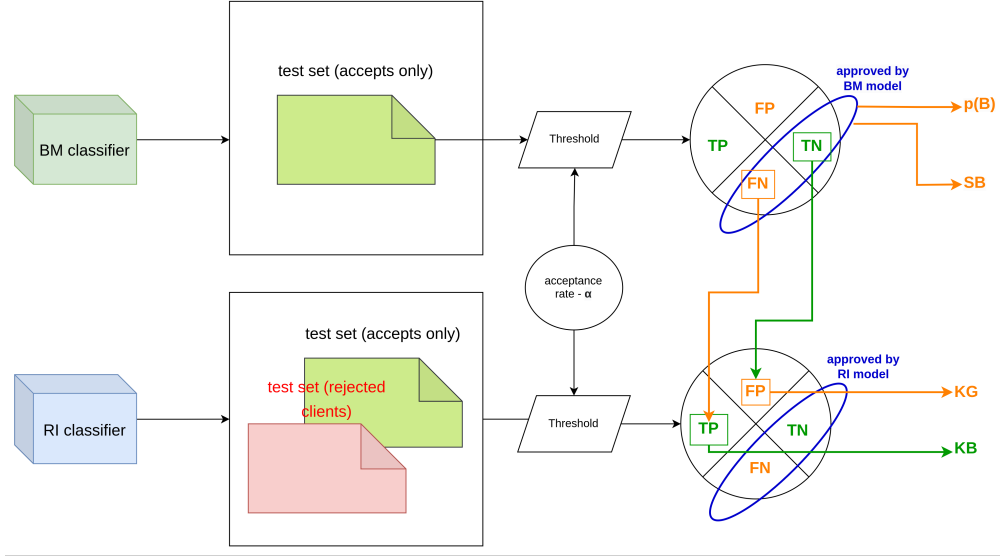 approved by
BM model
test set (accepts only)
p(B)
FP
BM classifier
Threshold
TP
TN
FN
SB
acceptance
rate - α
test set (accepts only)
approved by
RI model
test set (rejected
clients)
FP
KG
RI classifier
Threshold
TP
TN
KB
FN